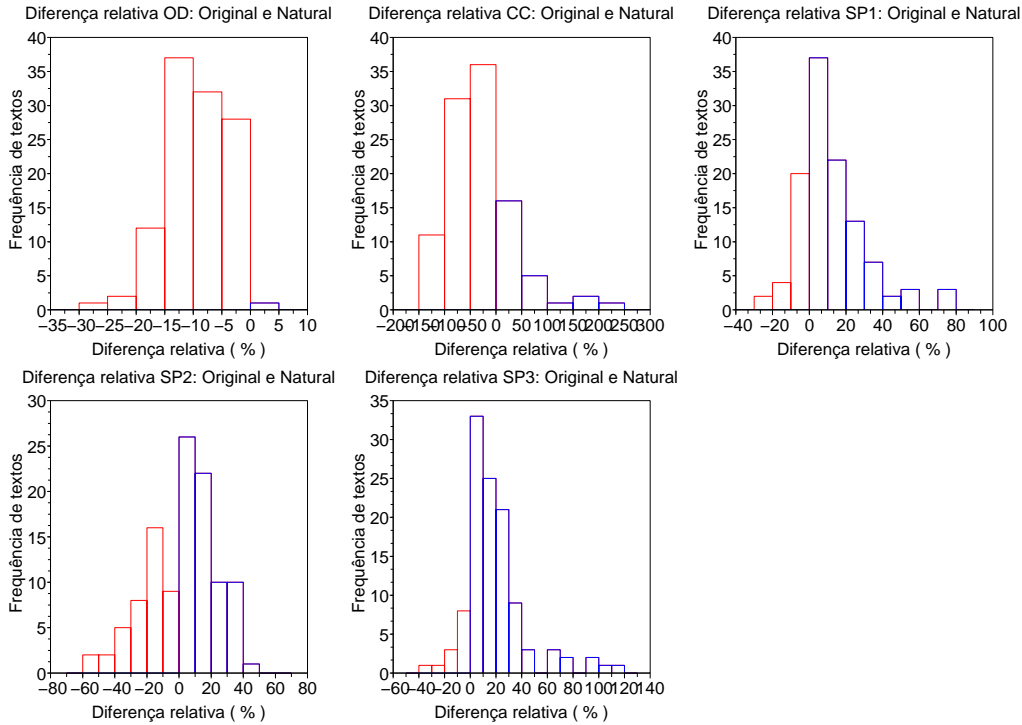 Diferença relativa OD: Original e Natural
40
35
30
25
20
15
10
5
0
Frequência de textos
−35 −30 −25 −20 −15 −10 −5 0 5 10
Diferença relativa ( % )
Diferença relativa CC: Original e Natural
40
35
30
25
20
15
10
5
0
Frequência de textos
−200 −150 −100 −50 0 50 100 150 200 250 300
Diferença relativa ( % )
Diferença relativa SP1: Original e Natural
40
35
30
25
20
15
10
5
0
Frequência de textos
−40 −20 0 20 40 60 80 100
Diferença relativa ( % )
Diferença relativa SP2: Original e Natural
30
25
20
15
10
5
0
Frequência de textos
−80 −60 −40 −20 0 20 40 60 80
Diferença relativa ( % )
Diferença relativa SP3: Original e Natural
35
30
25
20
15
10
5
0
Frequência de textos
−60 −40 −20 0 20 40 60 80 100 120 140
Diferença relativa ( % )